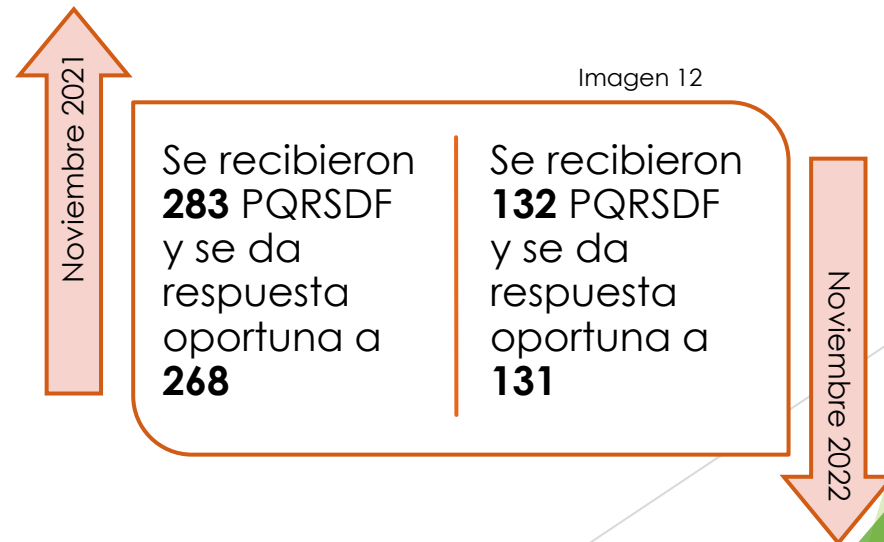 Noviembre 2021
Imagen 12
Se recibieron
283 PQRSDF
y se da
respuesta
oportuna a
268
Se recibieron
132 PQRSDF
y se da
respuesta
oportuna a
131
Noviembre 2022